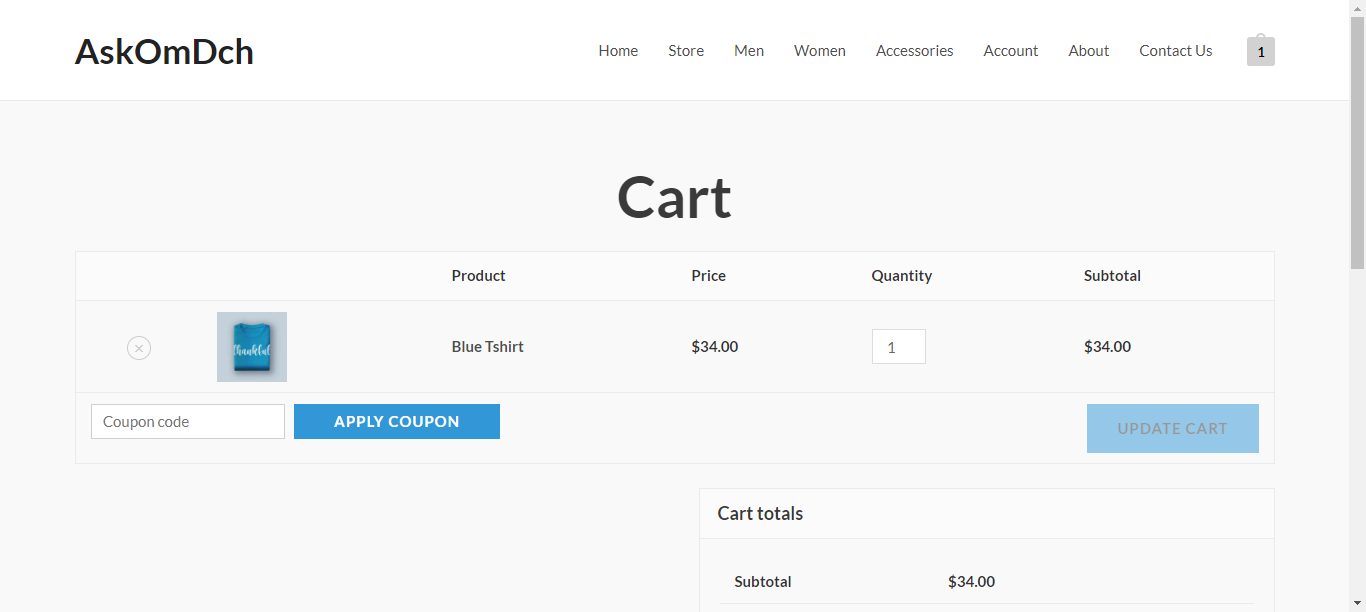 AskOmDch
Home Store Men Women Accessories Account About Contact Us 1
Cart
Product Price Quantity Subtotal
thankful
Blue Tshirt $34.00 1 $34.00
Coupon code APPLY COUPON UPDATE CART
Cart totals
Subtotal $34.00